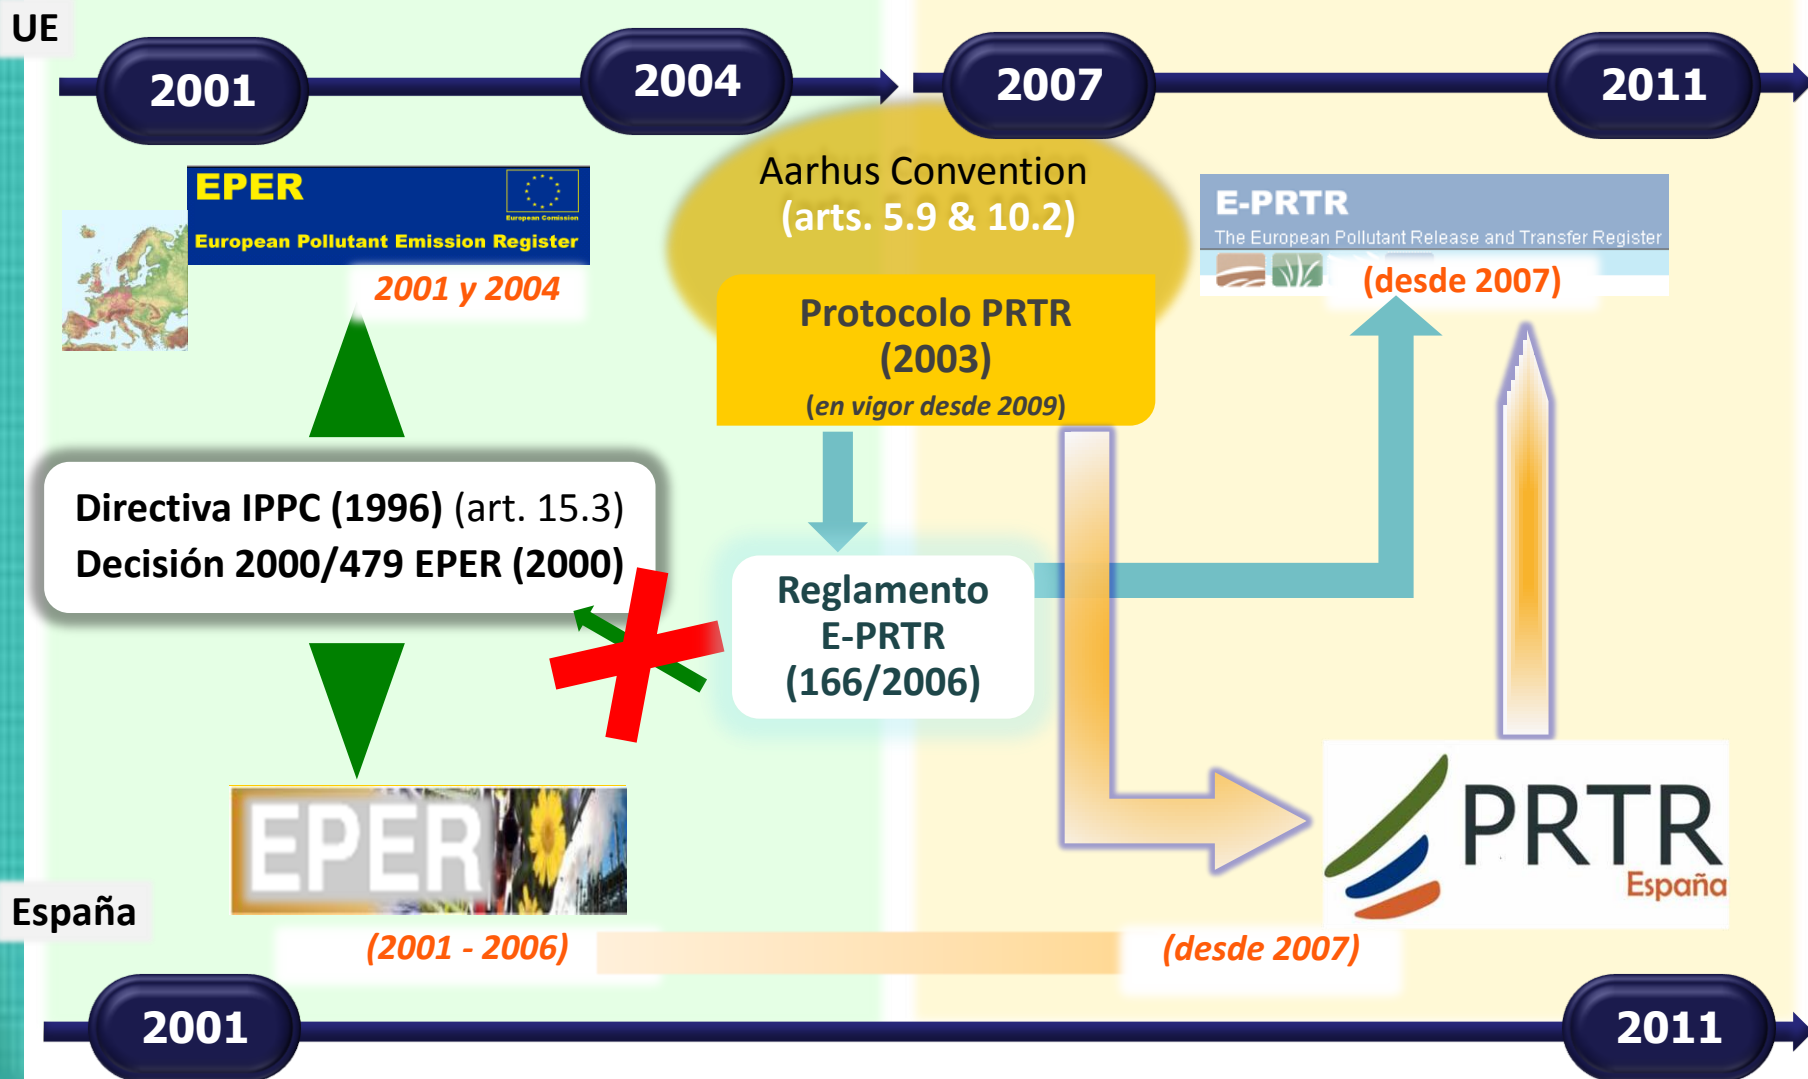 UE
2001
2004
2007
2011
EPER
European Comission
European Pollutant Emission Register
2001 y 2004
Aarhus Convention
(arts. 5.9 & 10.2)
Protocolo PRTR
(2003)
(en vigor desde 2009)
E-PRTR
The European Pollutant Release and Transfer Register
(desde 2007)
Directiva IPPC (1996) (art. 15.3)
Decisión 2000/479 EPER (2000)
Reglamento
E-PRTR
(166/2006)
EPER
(2001 - 2006)
PRTR
España
(desde 2007)
España
2001
2011